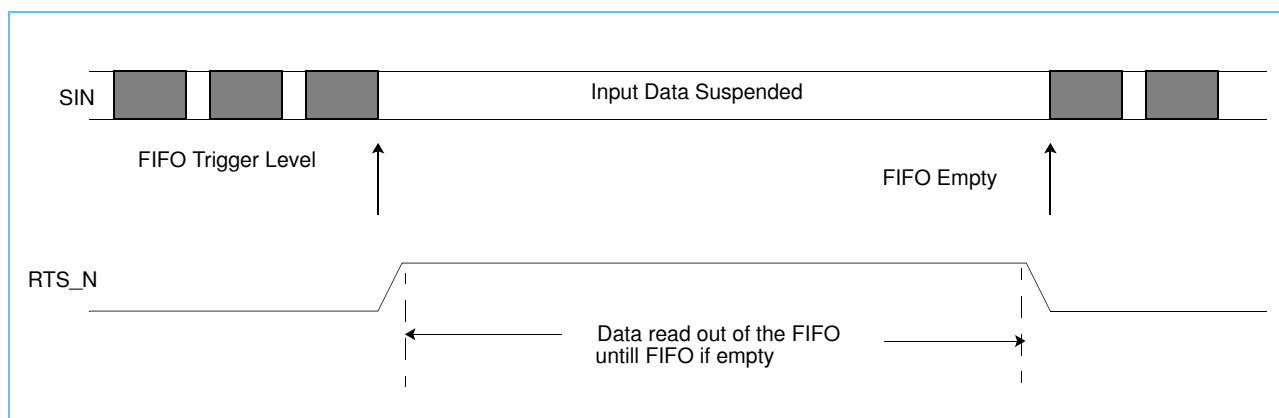 SIN
Input Data Suspended
FIFO Trigger Level
FIFO Empty
RTS_N
Data read out of the FIFO
untill FIFO if empty